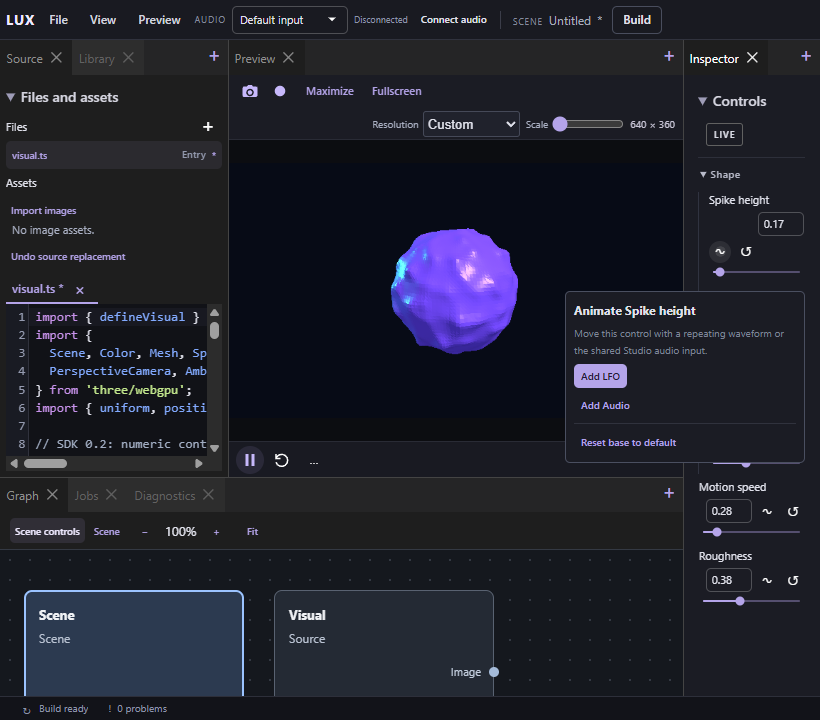 LUX File View Preview AUDIO Default input Disconnected Connect audio SCENE Untitled * Build
Source Library +
Files and assets
Files +
visual.ts Entry *
Assets
Import images
No image assets.
Undo source replacement
visual.ts *
1 import { defineVisual }
2 import {
3 Scene, Color, Mesh, Sp
4 PerspectiveCamera, Amb
5 } from 'three/webgpu';
6 import { uniform, positi
7
8 // SDK 0.2: numeric cont
Preview +
Maximize Fullscreen
Resolution Custom Scale 640 × 360
...
Inspector +
Controls
LIVE
Shape
Spike height
0.17
Animate Spike height
Move this control with a repeating waveform or
the shared Studio audio input.
Add LFO
Add Audio
Reset base to default
Motion speed
0.28
Roughness
0.38
Graph Jobs Diagnostics +
Scene controls Scene − 100% + Fit
Scene
Scene
Visual
Source
Image
Build ready ! 0 problems